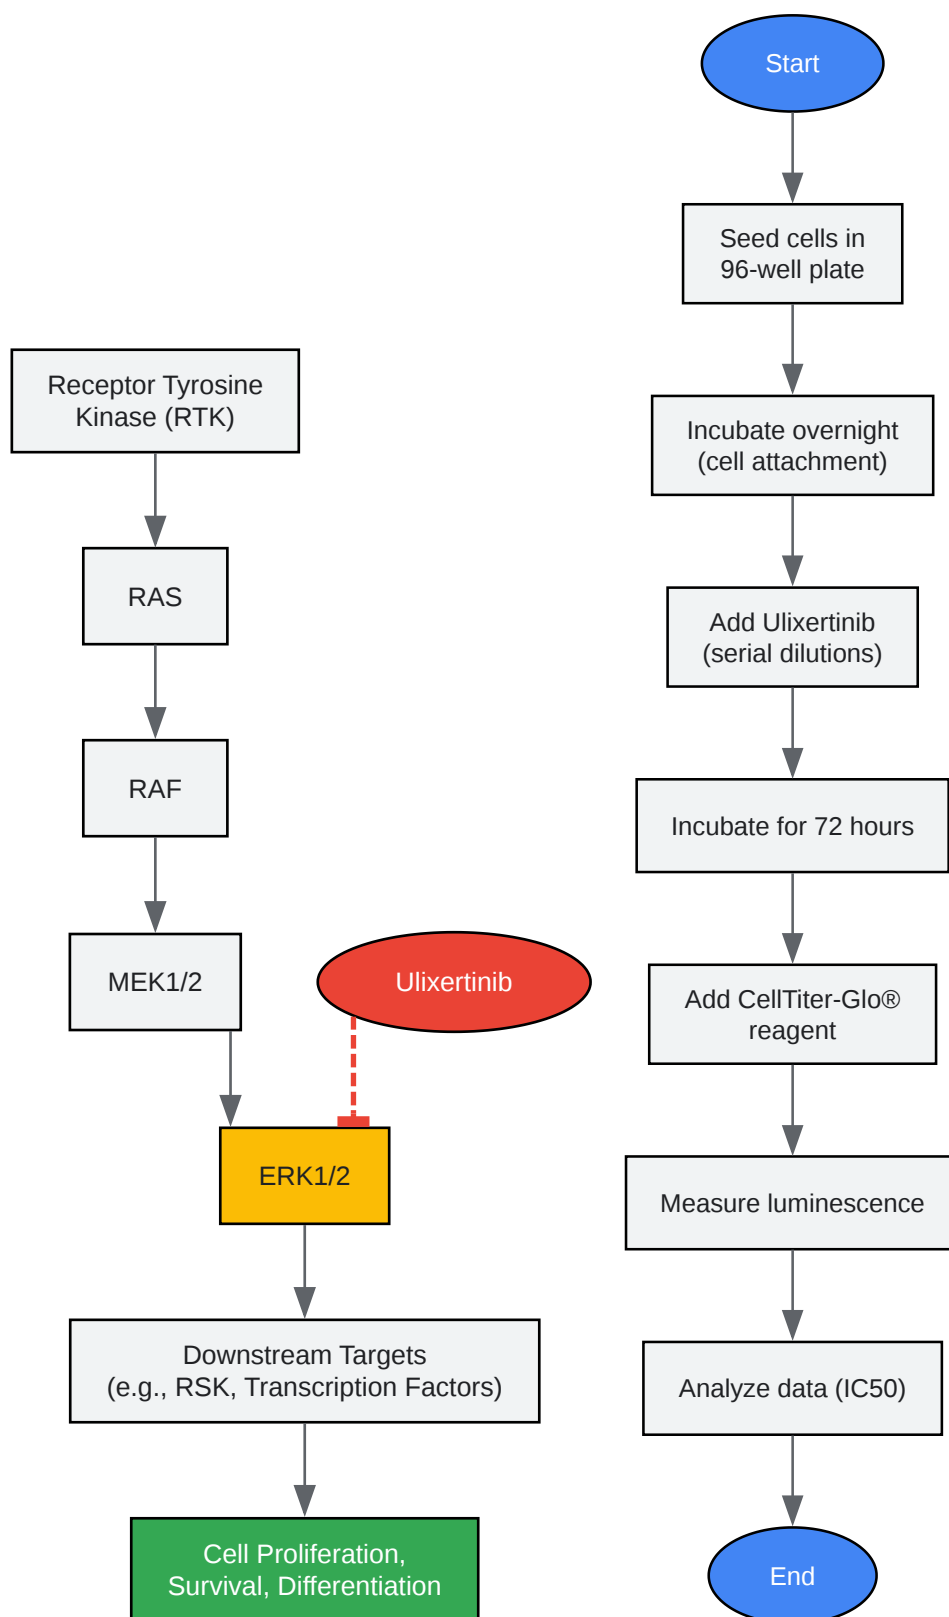 Receptor Tyrosine
Kinase (RTK)
RAS
RAF
MEK1/2
Ulixertinib
ERK1/2
Downstream Targets
(e.g., RSK, Transcription Factors)
Cell Proliferation,
Survival, Differentiation
Start
Seed cells in
96-well plate
Incubate overnight
(cell attachment)
Add Ulixertinib
(serial dilutions)
Incubate for 72 hours
Add CellTiter-Glo®
reagent
Measure luminescence
Analyze data (IC50)
End